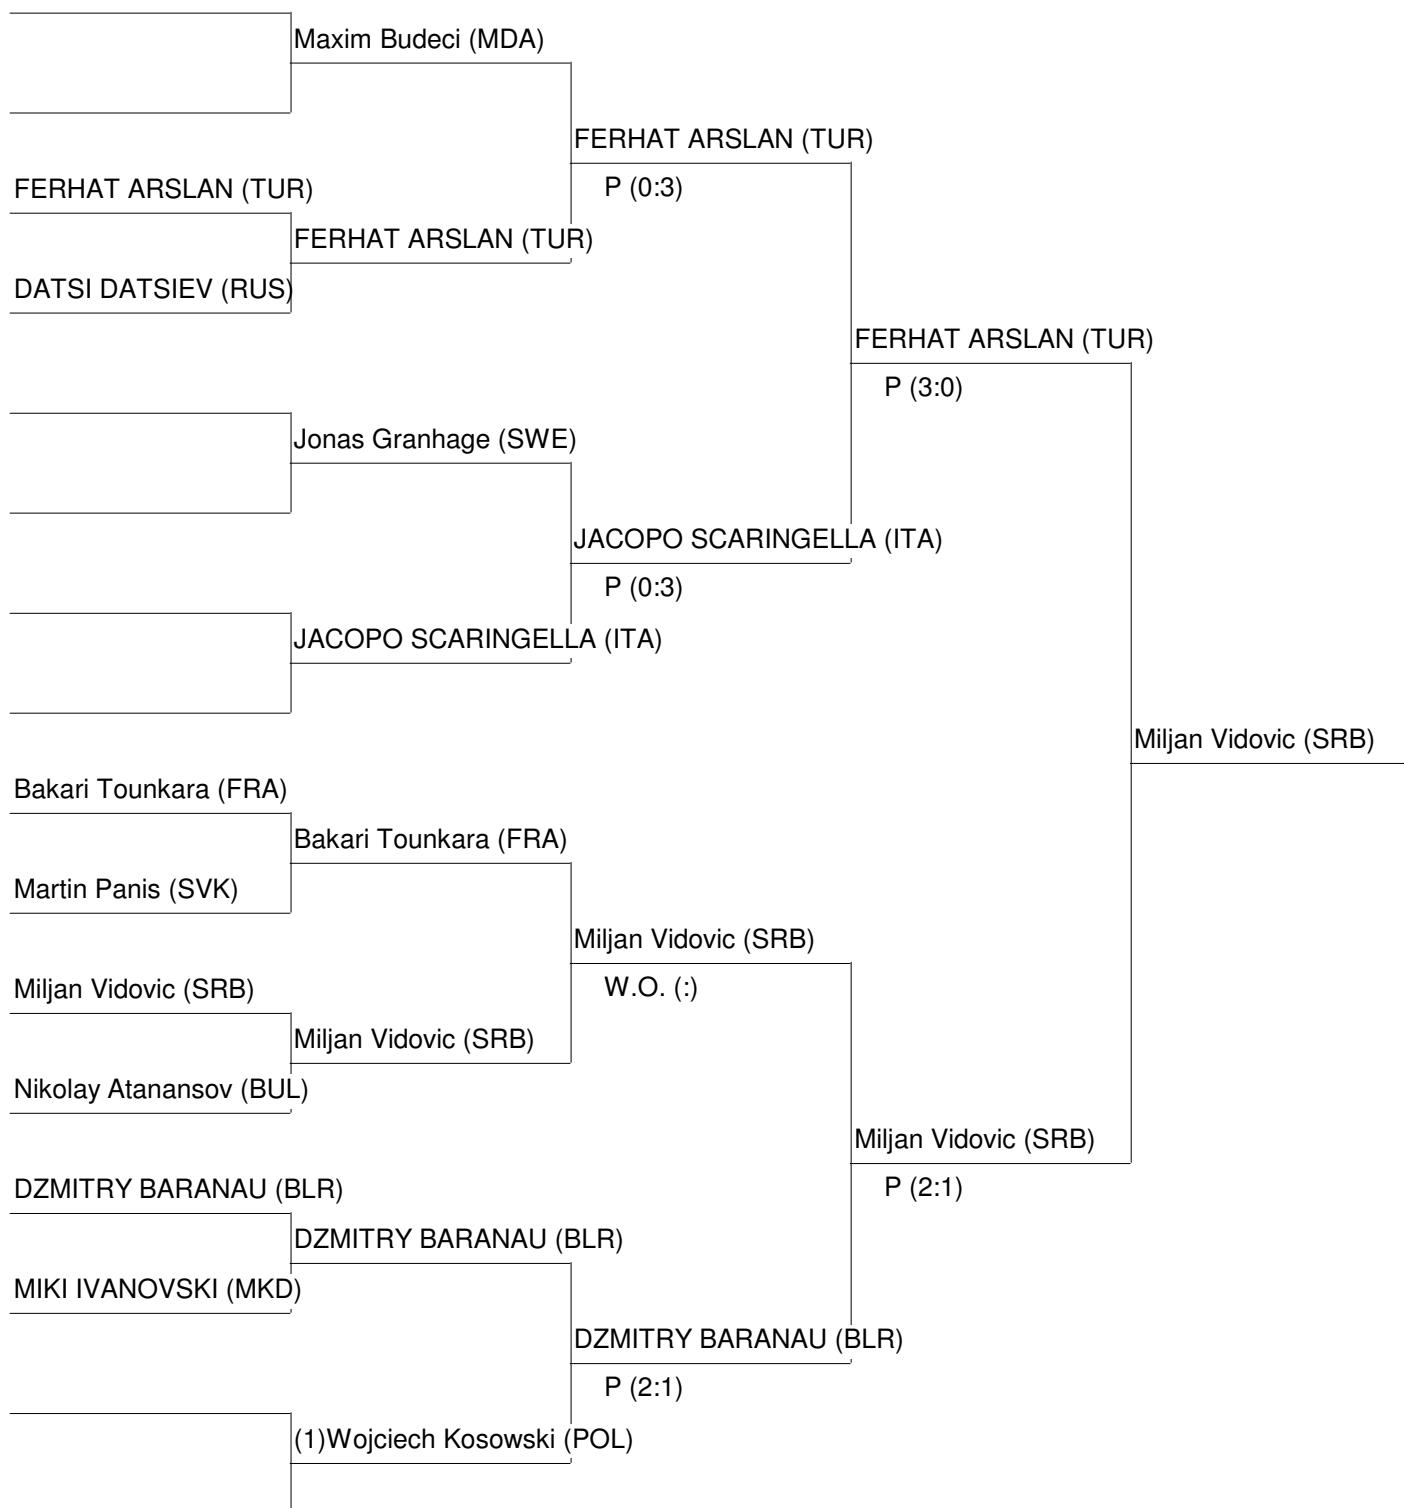 Maxim Budeci (MDA)
FERHAT ARSLAN (TUR)
P (0:3)
FERHAT ARSLAN (TUR)
FERHAT ARSLAN (TUR)
DATSI DATSIEV (RUS)
FERHAT ARSLAN (TUR)
P (3:0)
Jonas Granhage (SWE)
JACOPO SCARINGELLA (ITA)
P (0:3)
JACOPO SCARINGELLA (ITA)
Miljan Vidovic (SRB)
Bakari Tounkara (FRA)
Bakari Tounkara (FRA)
Martin Panis (SVK)
Miljan Vidovic (SRB)
W.O. (:)
Miljan Vidovic (SRB)
Miljan Vidovic (SRB)
Nikolay Atanansov (BUL)
Miljan Vidovic (SRB)
P (2:1)
DZMITRY BARANAU (BLR)
DZMITRY BARANAU (BLR)
MIKI IVANOVSKI (MKD)
DZMITRY BARANAU (BLR)
P (2:1)
(1)Wojciech Kosowski (POL)